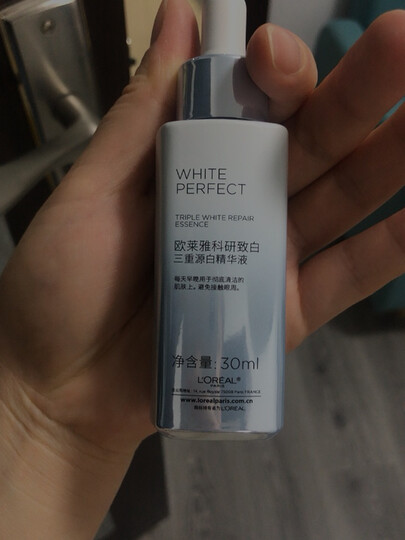 WHITE
PERFECT
TRIPLE WHITE REPAIR
ESSENCE
欧莱雅科研致白
三重源白精华液
每天早晚用于彻底清洁的
肌肤上。避免接触眼周。
净含量: 30ml
L'ORÉAL®
PARIS
www.lorealparis.com.cn